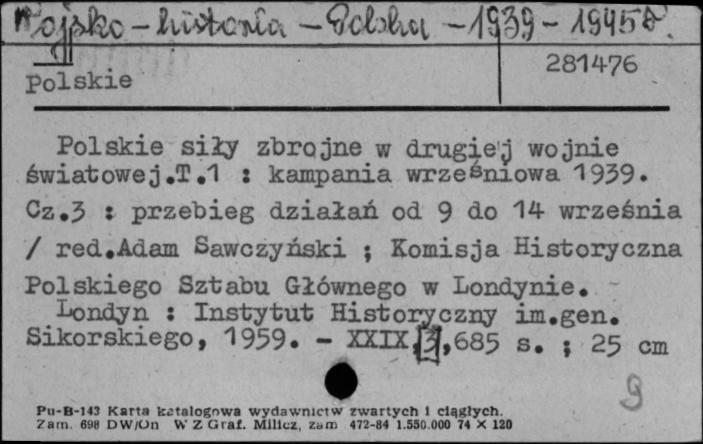 Wojsko - historia - Polska - 1939 - 1945 r.
281476
Polskie
Polskie siły zbrojne w drugiej wojnie
światowej.T.1 : kampania wrześniowa 1939.
Cz.3 : przebieg działań od 9 do 14 września
/ red.Adam Sawczyński ; Komisja Historyczna
Polskiego Sztabu Głównego w Londynie.
Londyn : Instytut Historyczny im.gen.
Sikorskiego, 1959. - XXIX,[3],685 s. ; 25 cm
9
Pu-B-143 Karta katalogowa wydawnictw zwartych i ciągłych.
Zam. 698 DW/Un W Z Graf. Milicz, zam 472-84 1.550.000 74 X 120